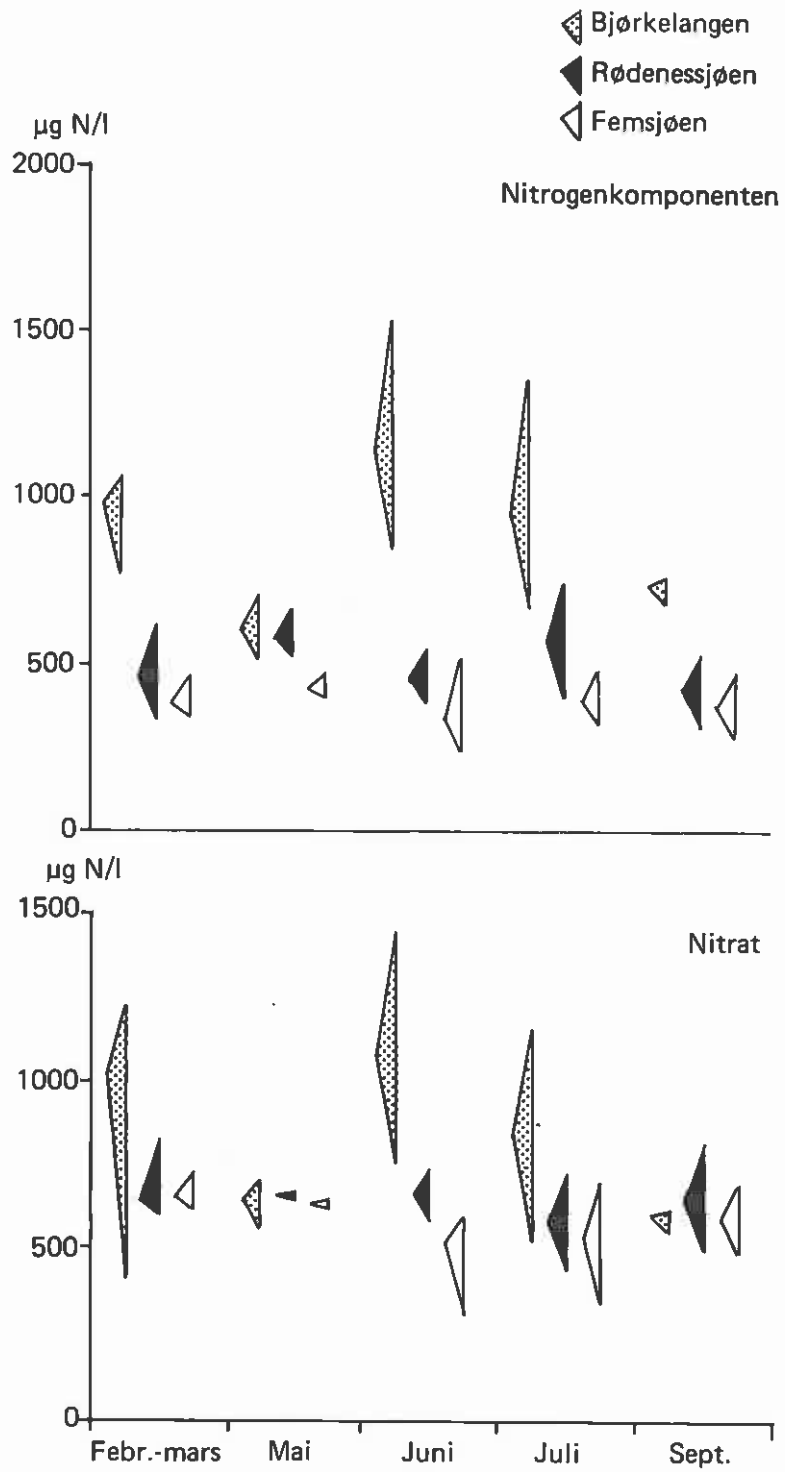 Bjørkelangen
Rødenessjøen
Femsjøen
µg N/l
2000
Nitrogenkomponenten
1500
1000
500
0
µg N/l
1500
Nitrat
1000
500
0
Febr.-mars Mai Juni Juli Sept.